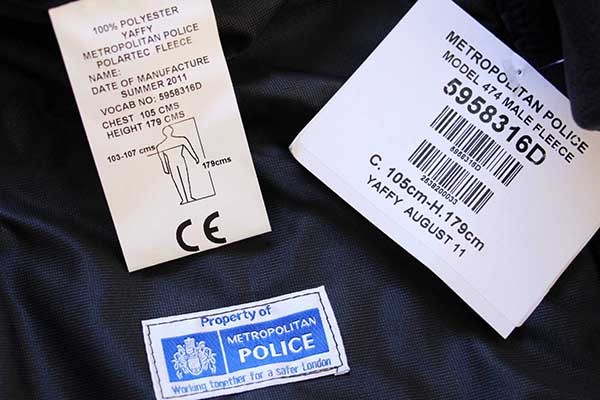 100% POLYESTER
YAFFY
METROPOLITAN POLICE
POLARTEC FLEECE
NAME:
DATE OF MANUFACTURE
SUMMER 2011
VOCAB NO: 5958316D
CHEST 105 CMS
HEIGHT 179 CMS
103-107 cms
179cms
CE
METROPOLITAN POLICE
MODEL 474 MALE FLEECE
5958316D
5958316D
2638200033
C. 105cm-H.179cm
YAFFY AUGUST 11
Property of
METROPOLITAN
POLICE
Working together for a safer London